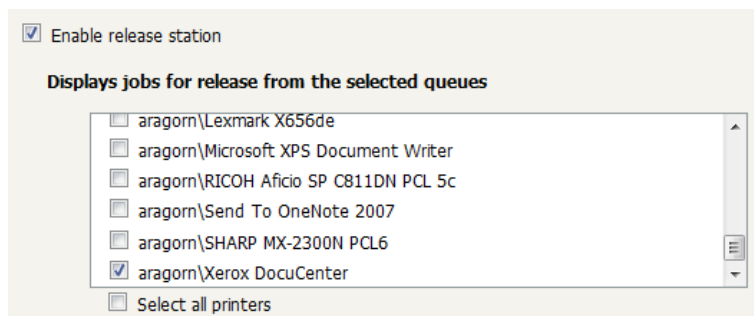 Enable release station
Displays jobs for release from the selected queues
aragorn\Lexmark X656de
aragorn\Microsoft XPS Document Writer
aragorn\RICOH Aficio SP C811DN PCL 5c
aragorn\Send To OneNote 2007
aragorn\SHARP MX-2300N PCL6
aragorn\Xerox DocuCenter
Select all printers